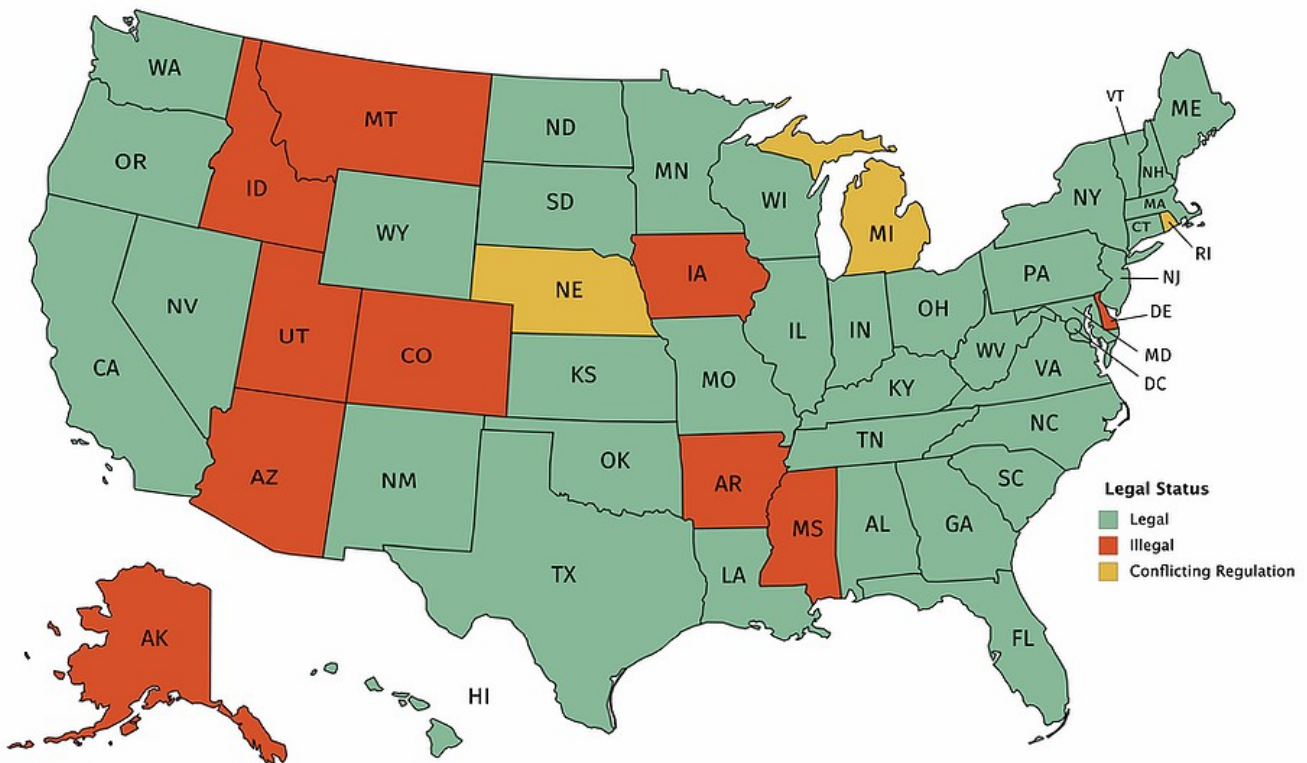 WA
MT
ND
MN
VT
ME
OR
ID
SD
WI
NY
NH
MA
CT
RI
WY
MI
IA
PA
NJ
NV
NE
DE
UT
CO
IL
IN
OH
MD
DC
CA
KS
MO
WV
VA
KY
NC
TN
AZ
NM
OK
AR
SC
Legal Status
Legal
Illegal
Conflicting Regulation
MS
AL
GA
TX
LA
AK
HI
FL